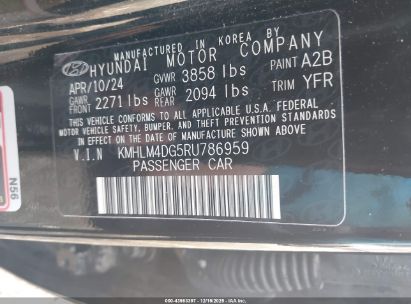 MANUFACTURED IN KOREA BY
HYUNDAI MOTOR COMPANY
APR/10/24 GVWR 3858 lbs PAINT A2B
GAWR FRT 2271 lbs GAWR REAR 2094 lbs TRIM YFR
THIS VEHICLE CONFORMS TO ALL APPLICABLE U.S.A. FEDERAL
MOTOR VEHICLE SAFETY, BUMPER, AND THEFT PREVENTION
STANDARDS IN EFFECT ON THE DATE OF MANUFACTURE
SHOWN ABOVE.
V.I.N KMHLM4DG5RU786959
PASSENGER CAR
N56